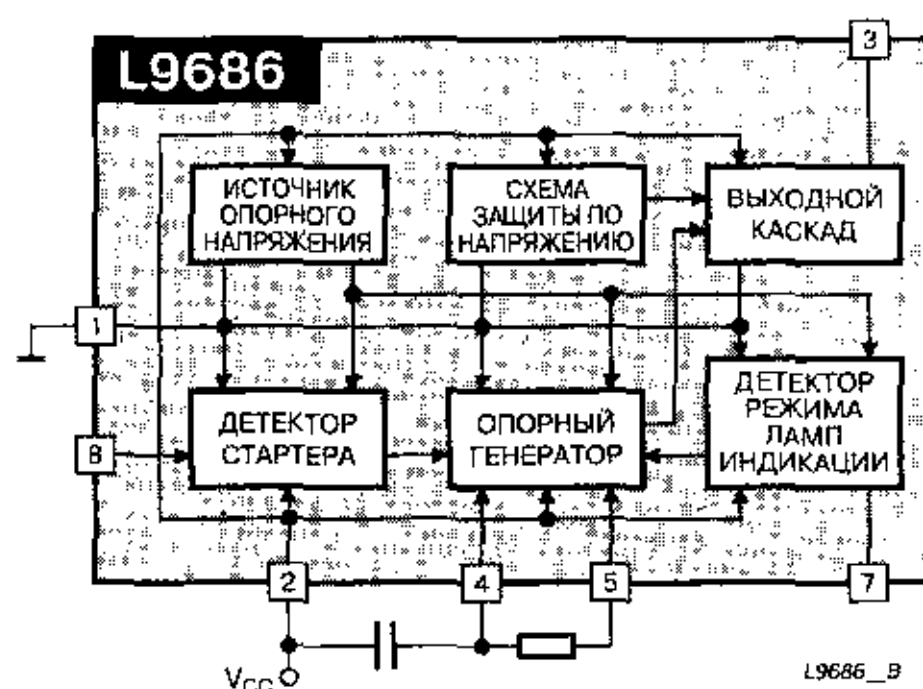 L9686
3
ИСТОЧНИК
ОПОРНОГО
НАПРЯЖЕНИЯ
СХЕМА
ЗАЩИТЫ ПО
НАПРЯЖЕНИЮ
ВЫХОДНОЙ
КАСКАД
1
8
ДЕТЕКТОР
СТАРТЕРА
ОПОРНЫЙ
ГЕНЕРАТОР
ДЕТЕКТОР
РЕЖИМА
ЛАМП
ИНДИКАЦИИ
2
4
5
7
VCC
L9686_B